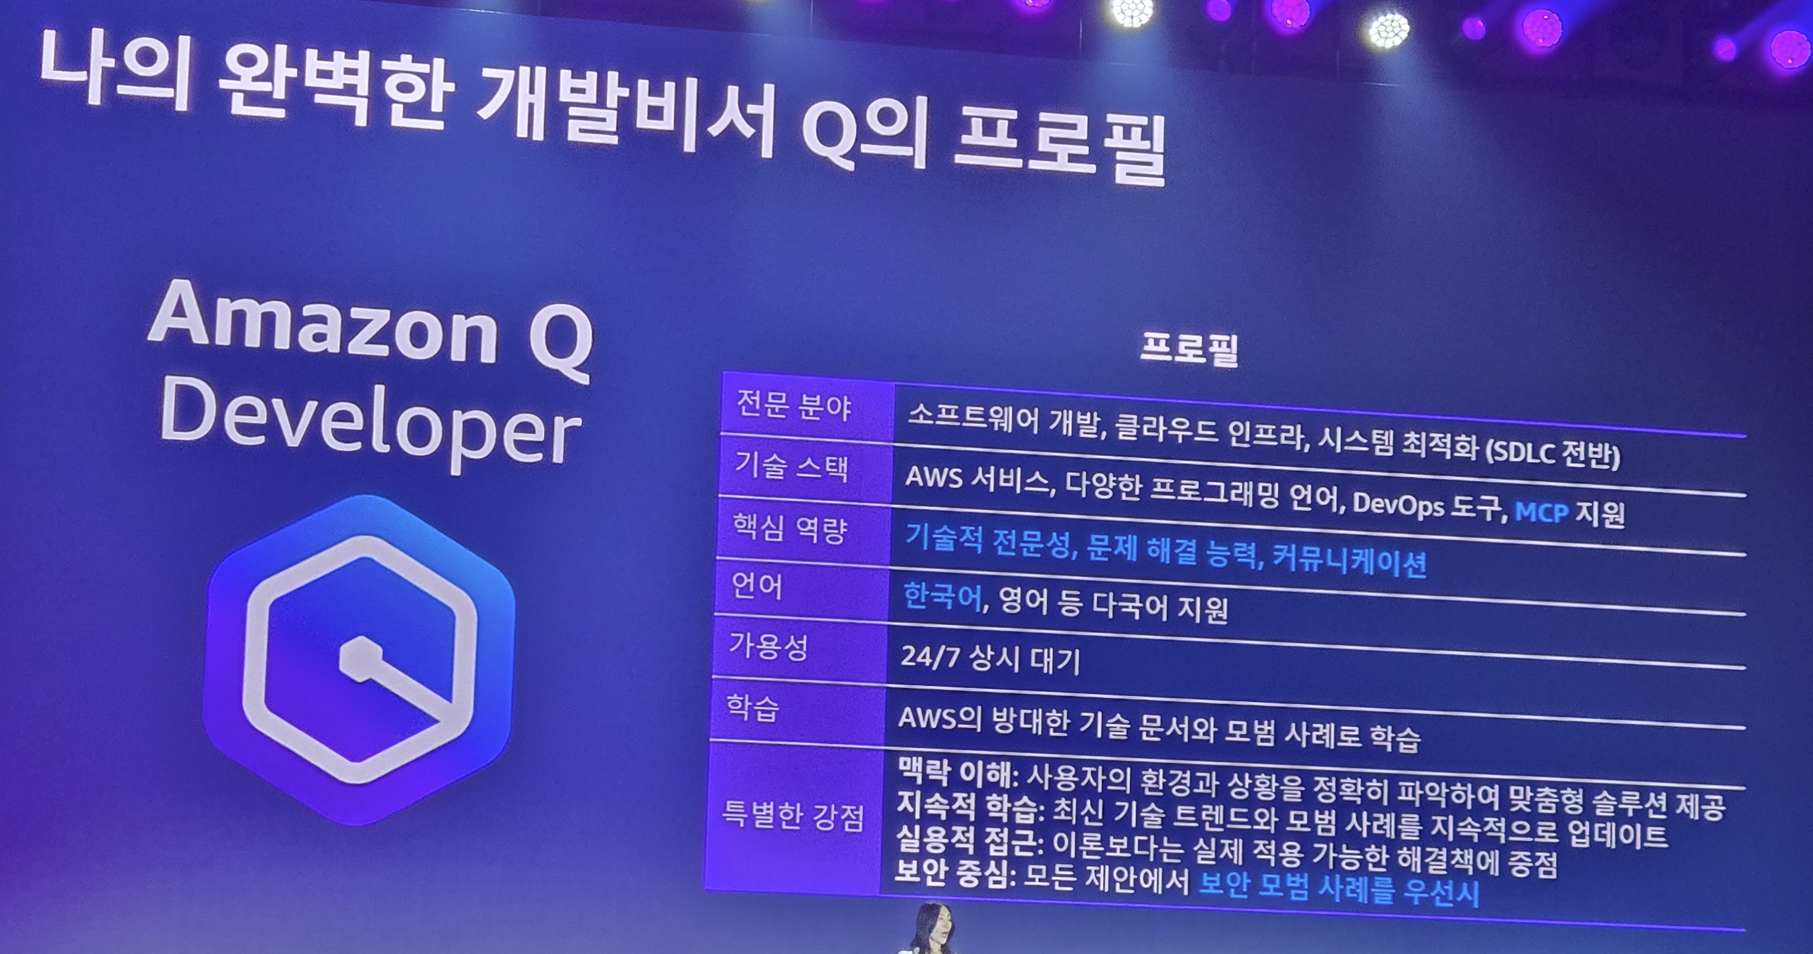 나의 완벽한 개발비서 Q의 프로필
Amazon Q
Developer
프로필
전문 분야
소프트웨어 개발, 클라우드 인프라, 시스템 최적화 (SDLC 전반)
기술 스택
AWS 서비스, 다양한 프로그래밍 언어, DevOps 도구, MCP 지원
핵심 역량
기술적 전문성, 문제 해결 능력, 커뮤니케이션
언어
한국어, 영어 등 다국어 지원
가용성
24/7 상시 대기
학습
AWS의 방대한 기술 문서와 모범 사례로 학습
특별한 강점
맥락 이해: 사용자의 환경과 상황을 정확히 파악하여 맞춤형 솔루션 제공
지속적 학습: 최신 기술 트렌드와 모범 사례를 지속적으로 업데이트
실용적 접근: 이론보다는 실제 적용 가능한 해결책에 중점
보안 중심: 모든 제안에서 보안 모범 사례를 우선시